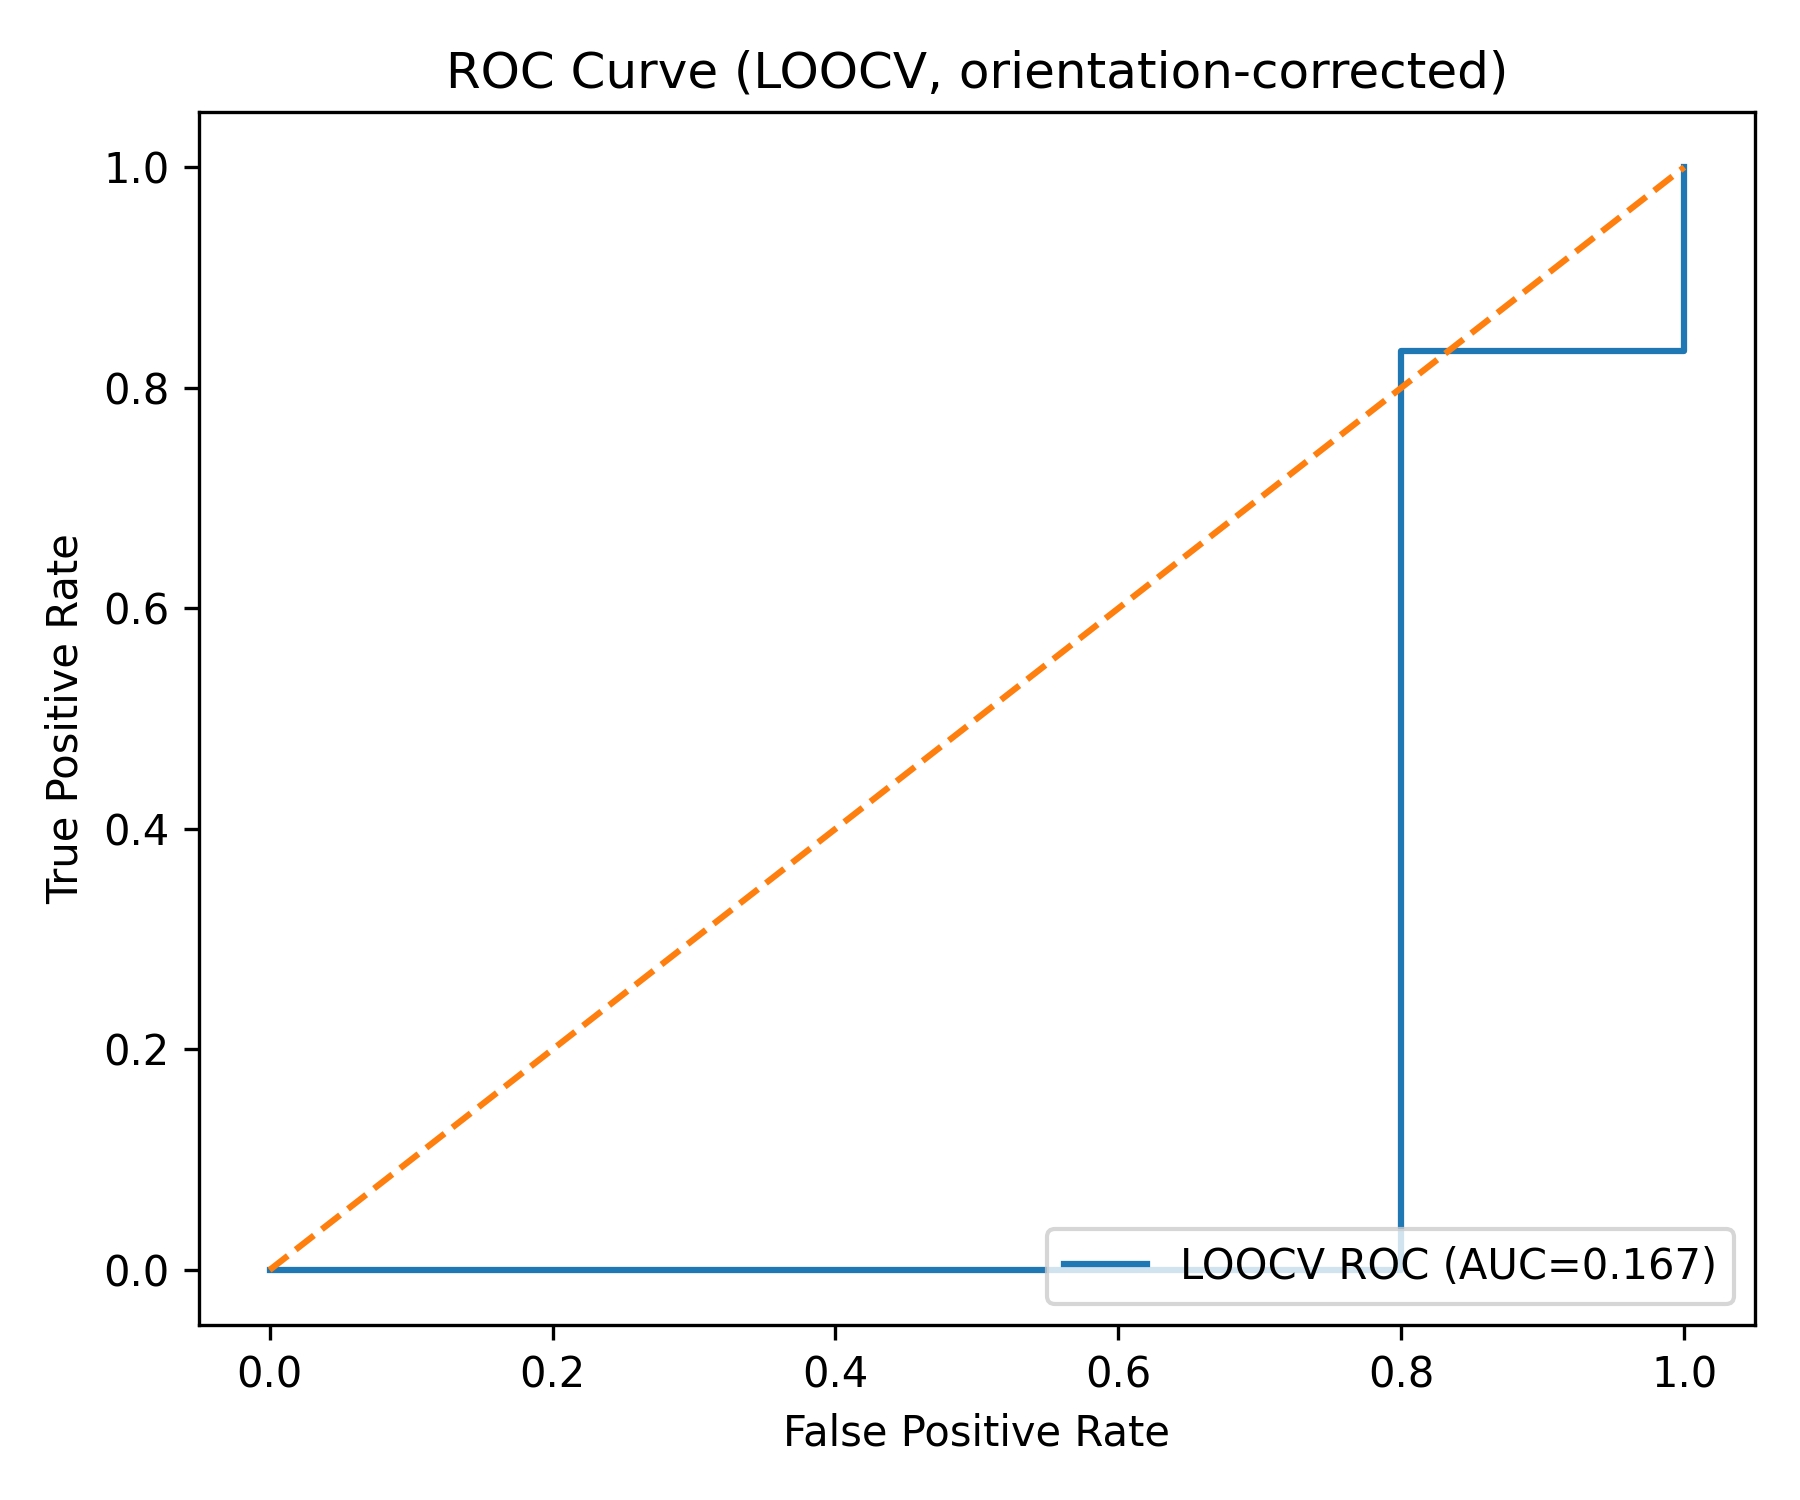 ROC Curve (LOOCV, orientation-corrected)
1.0
0.8
0.6
0.4
0.2
0.0
True Positive Rate
LOOCV ROC (AUC=0.167)
0.0 0.2 0.4 0.6 0.8 1.0
False Positive Rate